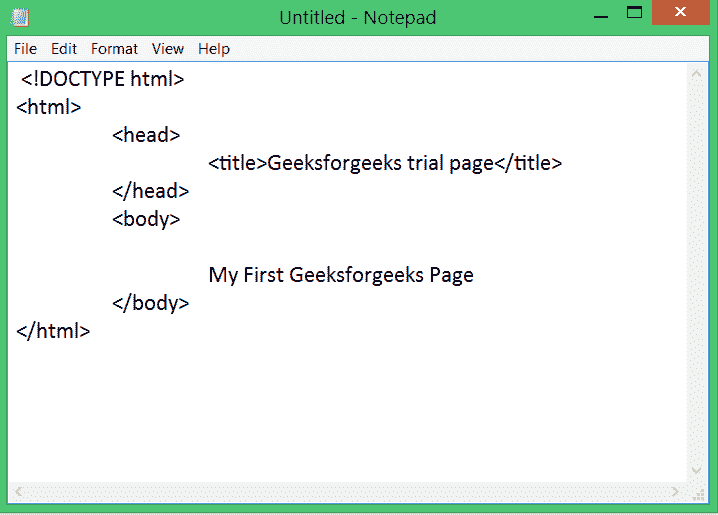 Untitled - Notepad
File Edit Format View Help
<!DOCTYPE html>
<html>
<head>
<title>Geeksforgeeks trial page</title>
</head>
<body>
My First Geeksforgeeks Page
</body>
</html>